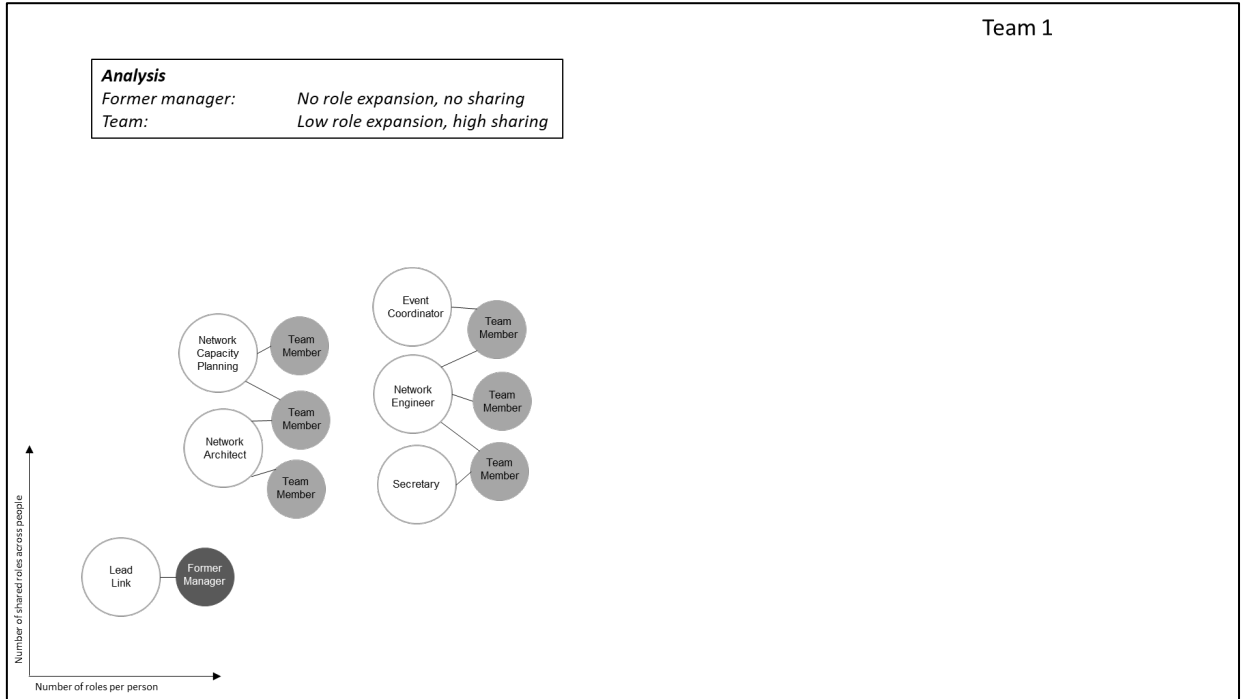 Team 1
Analysis
Former manager: No role expansion, no sharing
Team: Low role expansion, high sharing
Event
Coordinator
Team
Member
Network
Capacity
Planning
Team
Member
Network
Engineer
Team
Member
Team
Member
Network
Architect
Team
Member
Secretary
Team
Member
Team
Member
Lead
Link
Former
Manager
Number of shared roles across people
Number of roles per person